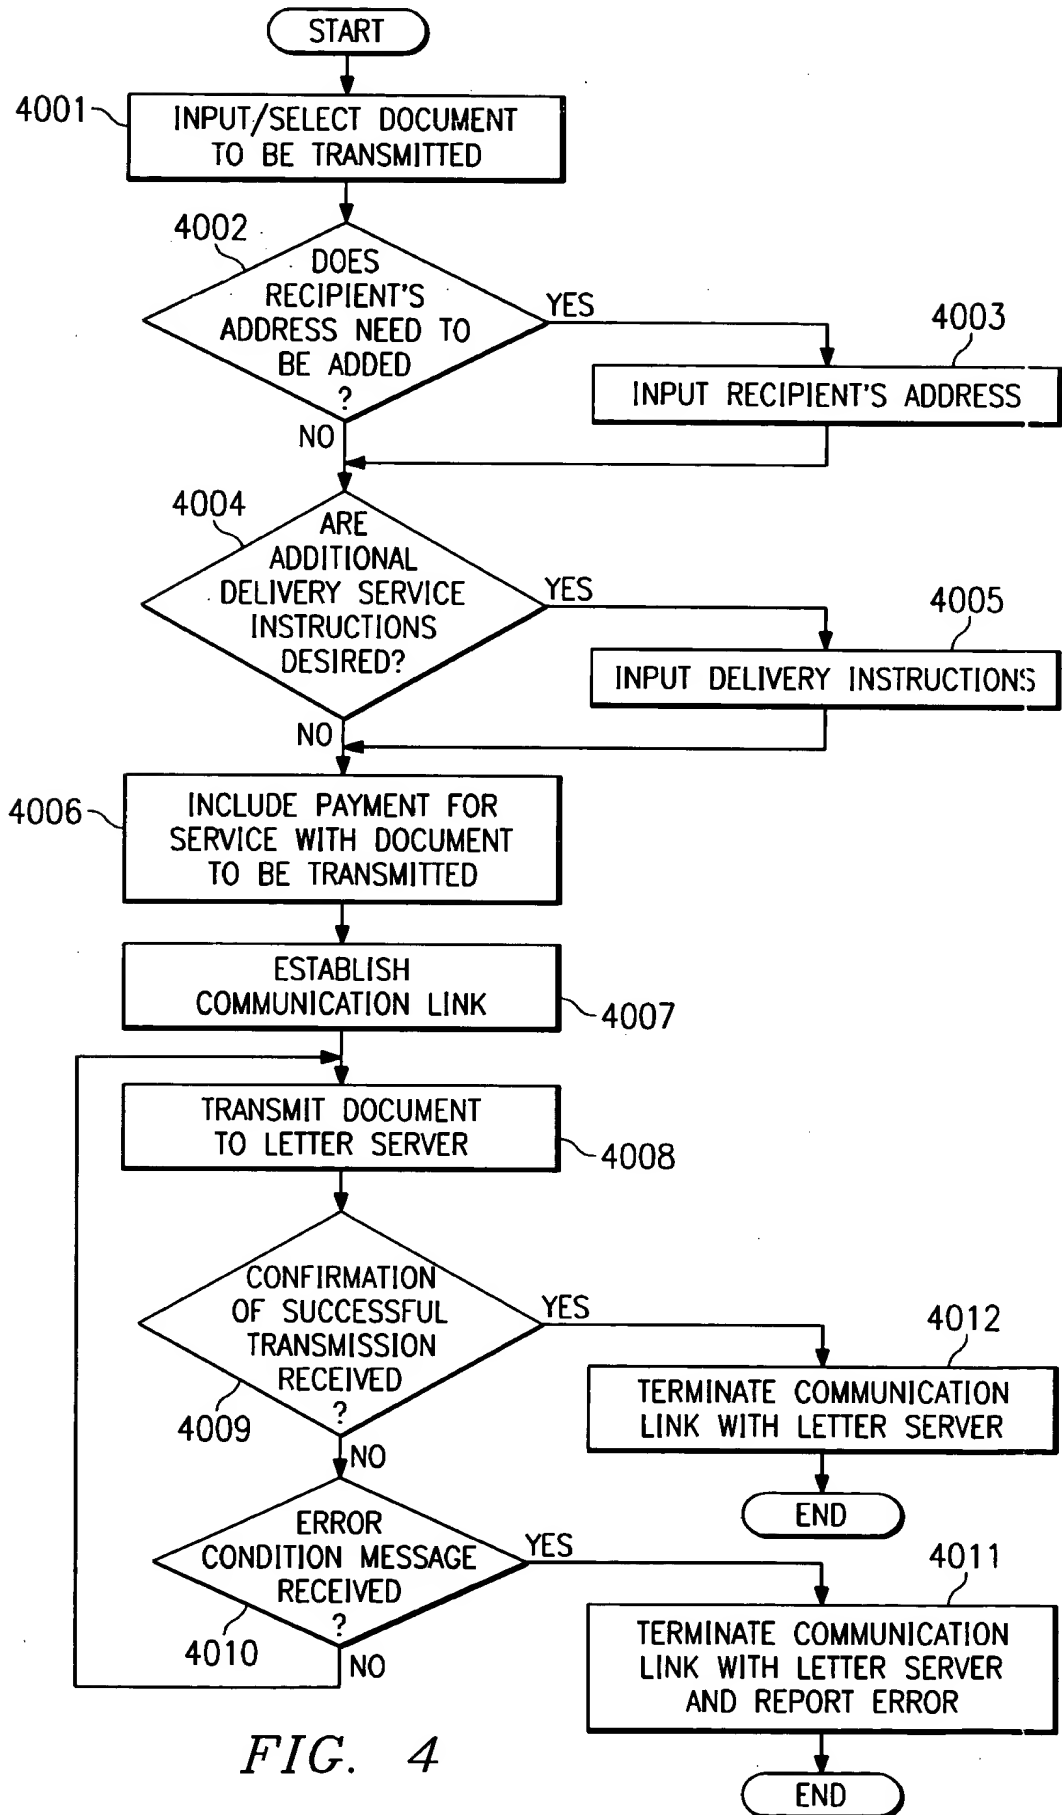 START
4001
INPUT/SELECT DOCUMENT
TO BE TRANSMITTED
4002
DOES
RECIPIENT'S
ADDRESS NEED TO
BE ADDED
?
YES
NO
4003
INPUT RECIPIENT'S ADDRESS
4004
ARE
ADDITIONAL
DELIVERY SERVICE
INSTRUCTIONS
DESIRED?
YES
NO
4005
INPUT DELIVERY INSTRUCTIONS
4006
INCLUDE PAYMENT FOR
SERVICE WITH DOCUMENT
TO BE TRANSMITTED
ESTABLISH
COMMUNICATION LINK
4007
TRANSMIT DOCUMENT
TO LETTER SERVER
4008
CONFIRMATION
OF SUCCESSFUL
TRANSMISSION
RECEIVED
?
4009
YES
NO
4012
TERMINATE COMMUNICATION
LINK WITH LETTER SERVER
END
ERROR
CONDITION MESSAGE
RECEIVED
?
4010
YES
NO
4011
TERMINATE COMMUNICATION
LINK WITH LETTER SERVER
AND REPORT ERROR
END
FIG. 4